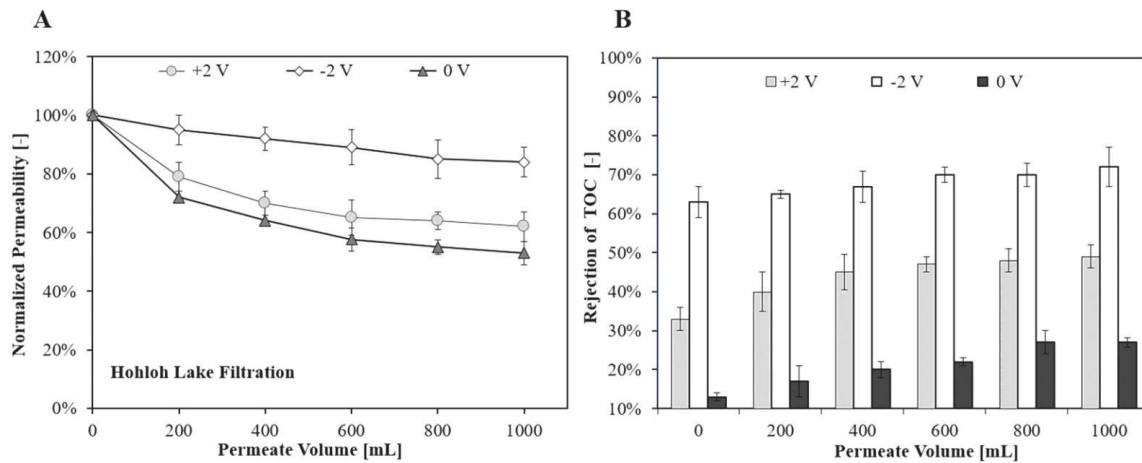 A
120%
100%
80%
60%
40%
20%
0%
Normalized Permeability [-]
+2 V
-2 V
0 V
Hohloh Lake Filtration
0
200
400
600
800
1000
Permeate Volume [mL]
B
100%
90%
80%
70%
60%
50%
40%
30%
20%
10%
Rejection of TOC [-]
+2 V
-2 V
0 V
0
200
400
600
800
1000
Permeate Volume [mL]